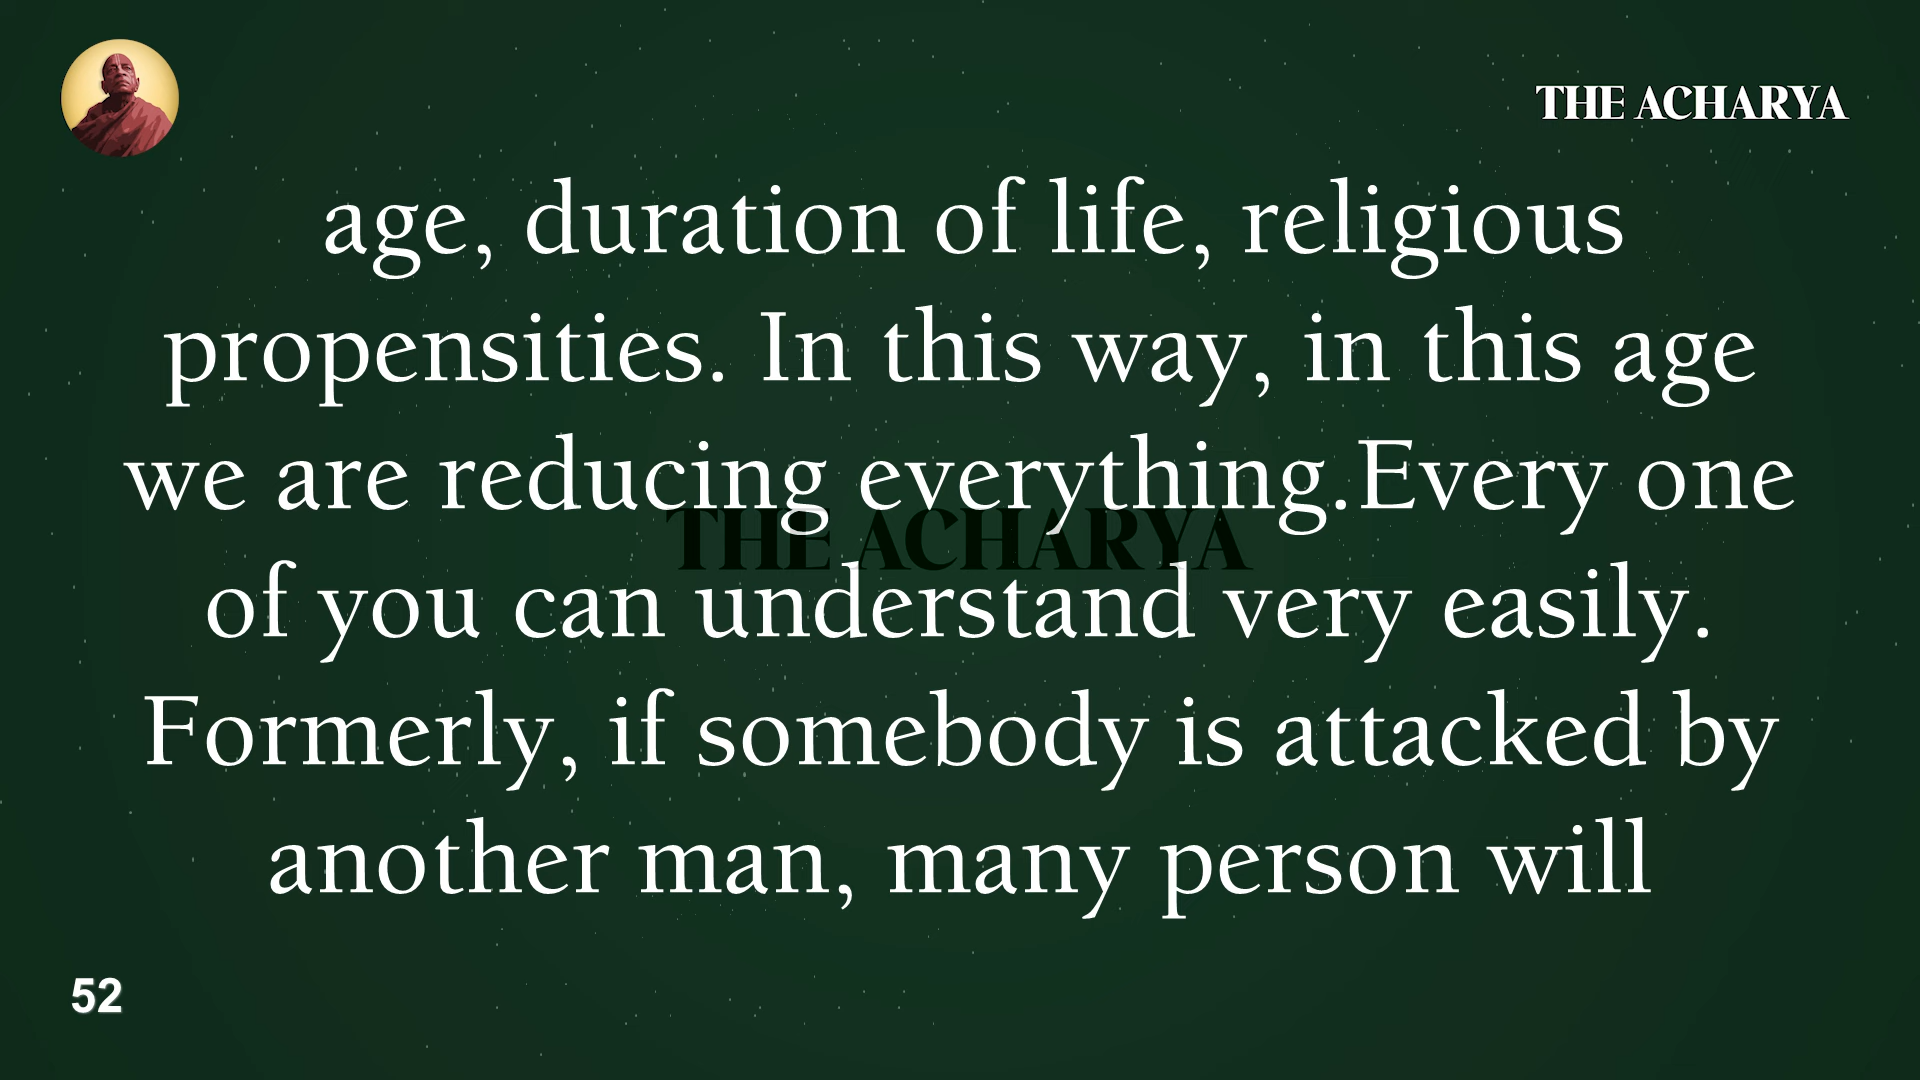 THE ACHARYA
age, duration of life, religious
propensities. In this way, in this age
we are reducing everything.Every one
THE ACHARYA
of you can understand very easily.
Formerly, if somebody is attacked by
another man, many person will
52